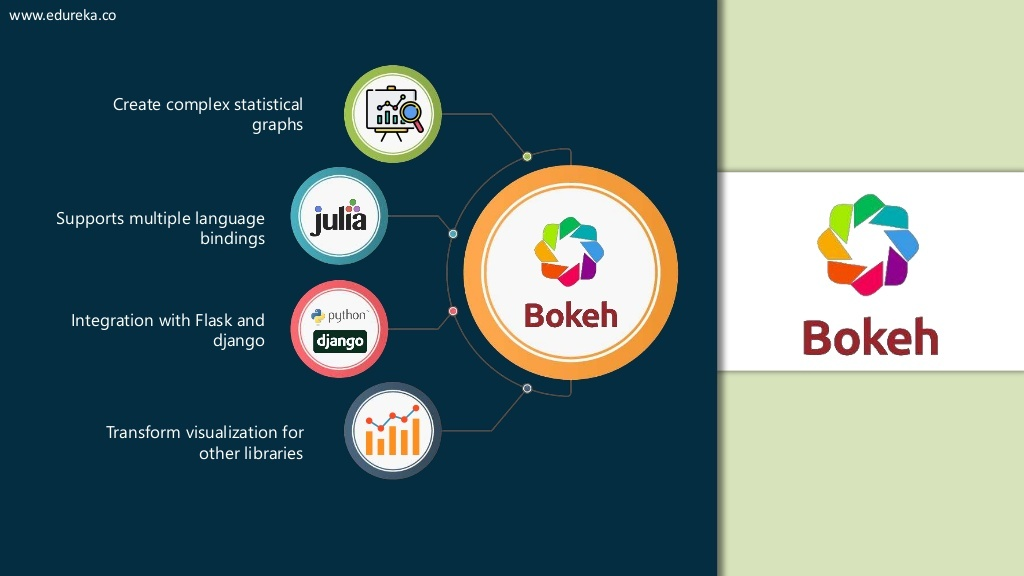 www.edureka.co
Create complex statistical
graphs
julia
Supports multiple language
bindings
Integration with Flask and
django
python
django
Transform visualization for
other libraries
Bokeh
Bokeh